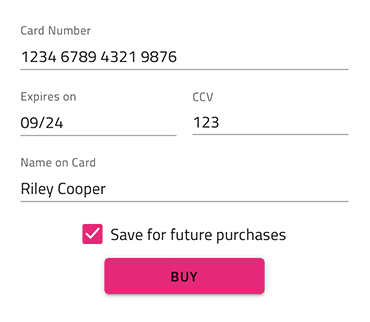 Card Number
1234 6789 4321 9876
Expires on
CCV
09/24
123
Name on Card
Riley Cooper
Save for future purchases
BUY